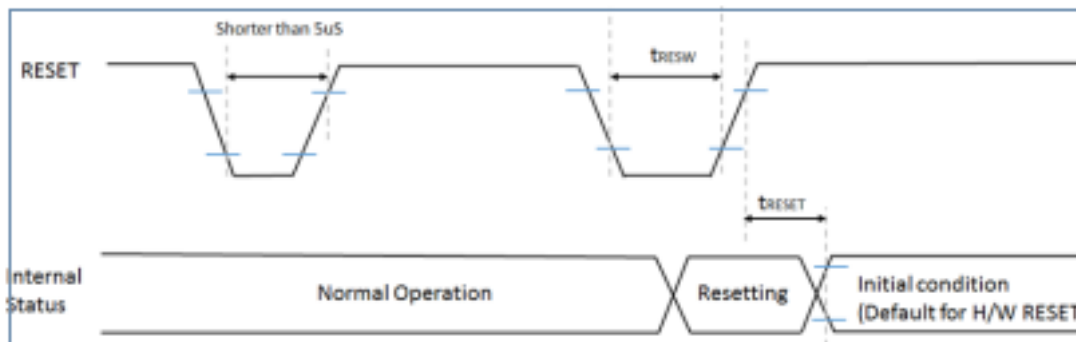 Shorter than 5uS
RESET
tRESW
tRESET
Internal
Status
Normal Operation
Resetting
Initial condition
(Default for H/W RESET